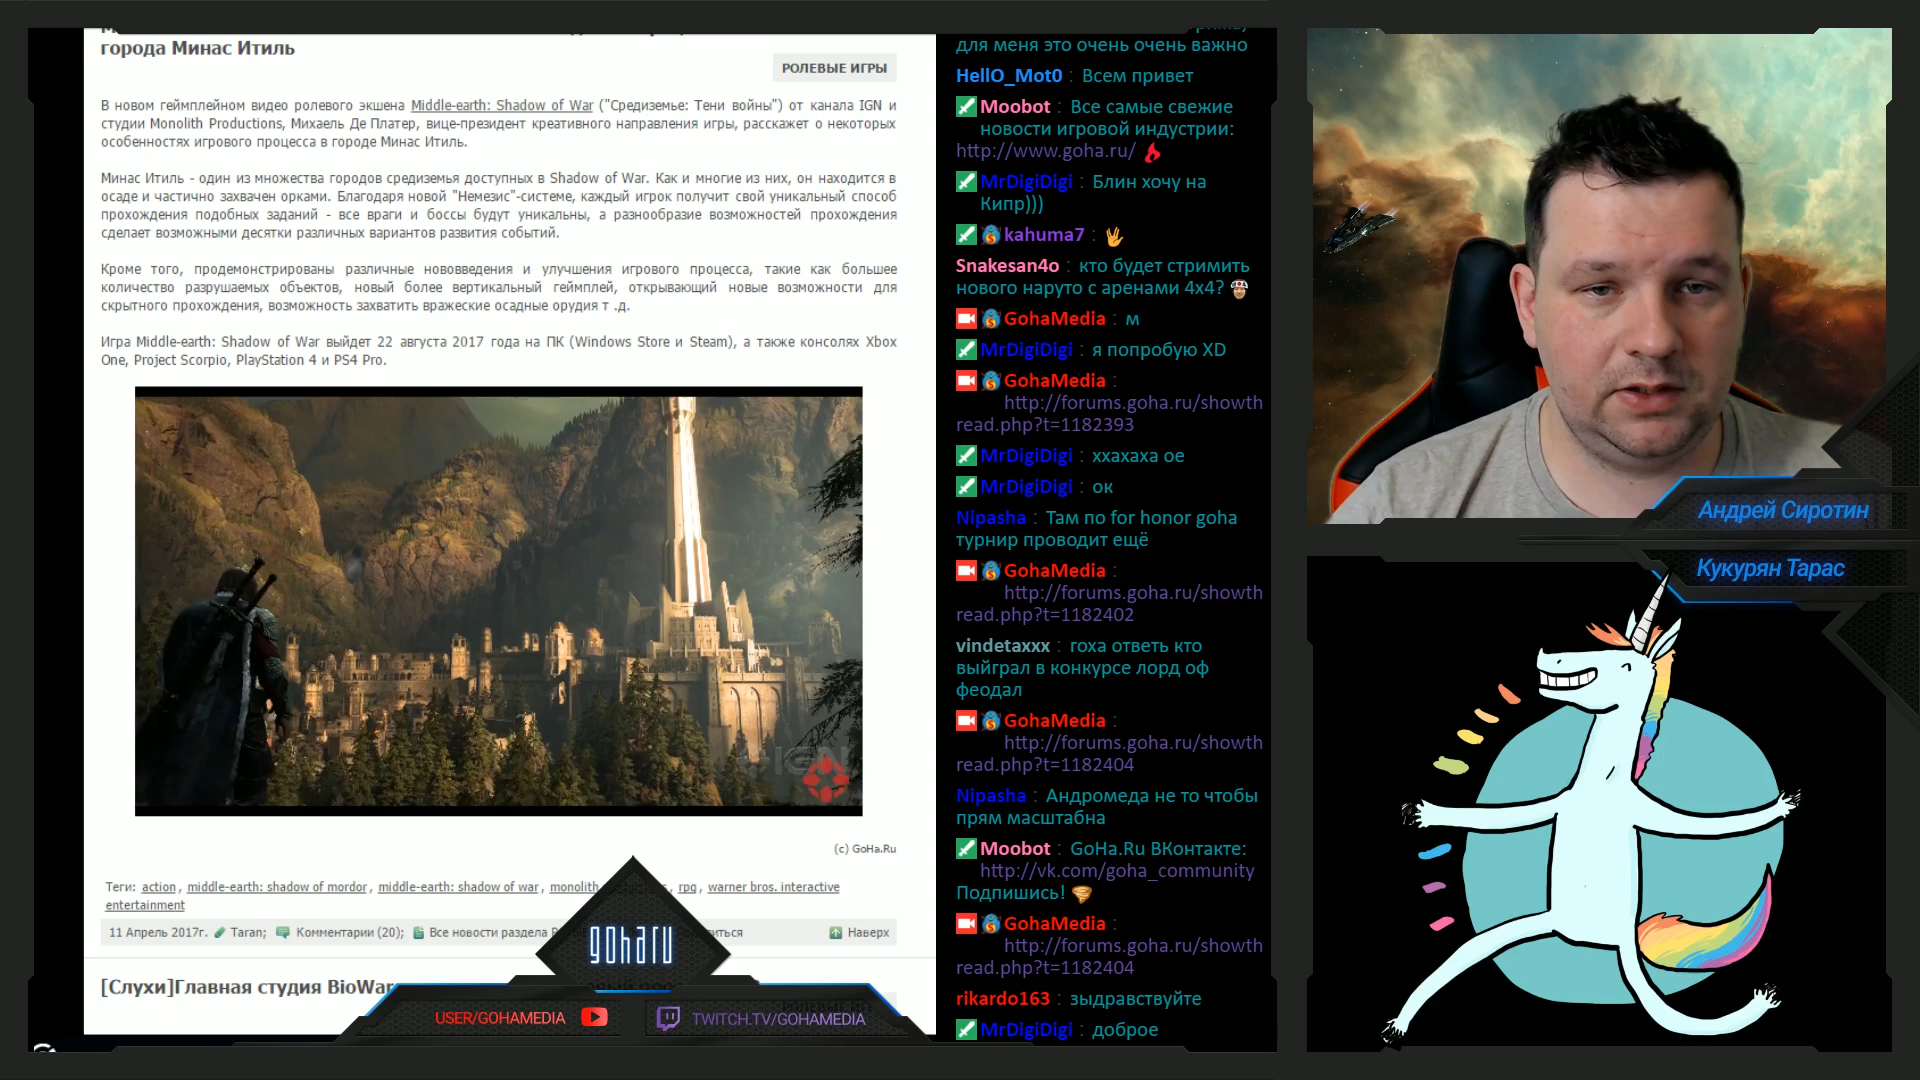 города Минас Итиль
РОЛЕВЫЕ ИГРЫ
В новом геймплейном видео ролевого экшена Middle-earth: Shadow of War ("Средиземье: Тени войны") от канала IGN и
студии Monolith Productions, Михаель Де Платер, вице-президент креативного направления игры, расскажет о некоторых
особенностях игрового процесса в городе Минас Итиль.
Минас Итиль - один из множества городов средиземья доступных в Shadow of War. Как и многие из них, он находится в
осаде и частично захвачен орками. Благодаря новой "Немезис"-системе, каждый игрок получит свой уникальный способ
прохождения подобных заданий - все враги и боссы будут уникальны, а разнообразие возможностей прохождения
сделает возможными десятки различных вариантов развития событий.
Кроме того, продемонстрированы различные нововведения и улучшения игрового процесса, такие как большее
количество разрушаемых объектов, новый более вертикальный геймплей, открывающий новые возможности для
скрытного прохождения, возможность захватить вражеские осадные орудия т .д.
Игра Middle-earth: Shadow of War выйдет 22 августа 2017 года на ПК (Windows Store и Steam), а также консолях Xbox
One, Project Scorpio, PlayStation 4 и PS4 Pro.
IGN
(c) GoHa.Ru
Теги: action, middle-earth: shadow of mordor, middle-earth: shadow of war, monolith, rpg, warner bros. interactive
entertainment
11 Апрель 2017г. Taran; Комментарии (20); Все новости раздела
Наверх
[Слухи]Главная студия BioWar
goharu
USER/GOHAMEDIA
TWITCH.TV/GOHAMEDIA
для меня это очень очень важно
HellO_Mot0 : Всем привет
Moobot : Все самые свежие
новости игровой индустрии:
http://www.goha.ru/
MrDigiDigi : Блин хочу на
Кипр)))
kahuma7 :
Snakesan4o : кто будет стримить
нового наруто с аренами 4x4?
GohaMedia : м
MrDigiDigi : я попробую XD
GohaMedia :
http://forums.goha.ru/showth
read.php?t=1182393
MrDigiDigi : ххахаха ое
MrDigiDigi : ок
Nipasha : Там по for honor goha
турнир проводит ещё
GohaMedia :
http://forums.goha.ru/showth
read.php?t=1182402
vindetaxxx : гоха ответь кто
выйграл в конкурсе лорд оф
феодал
GohaMedia :
http://forums.goha.ru/showth
read.php?t=1182404
Nipasha : Андромеда не то чтобы
прям масштабна
Moobot : GoHa.Ru ВКонтакте:
http://vk.com/goha_community
Подпишись!
GohaMedia :
http://forums.goha.ru/showth
read.php?t=1182404
rikardo163 : зыдравствуйте
MrDigiDigi : доброе
Андрей Сиротин
Кукурян Тарас